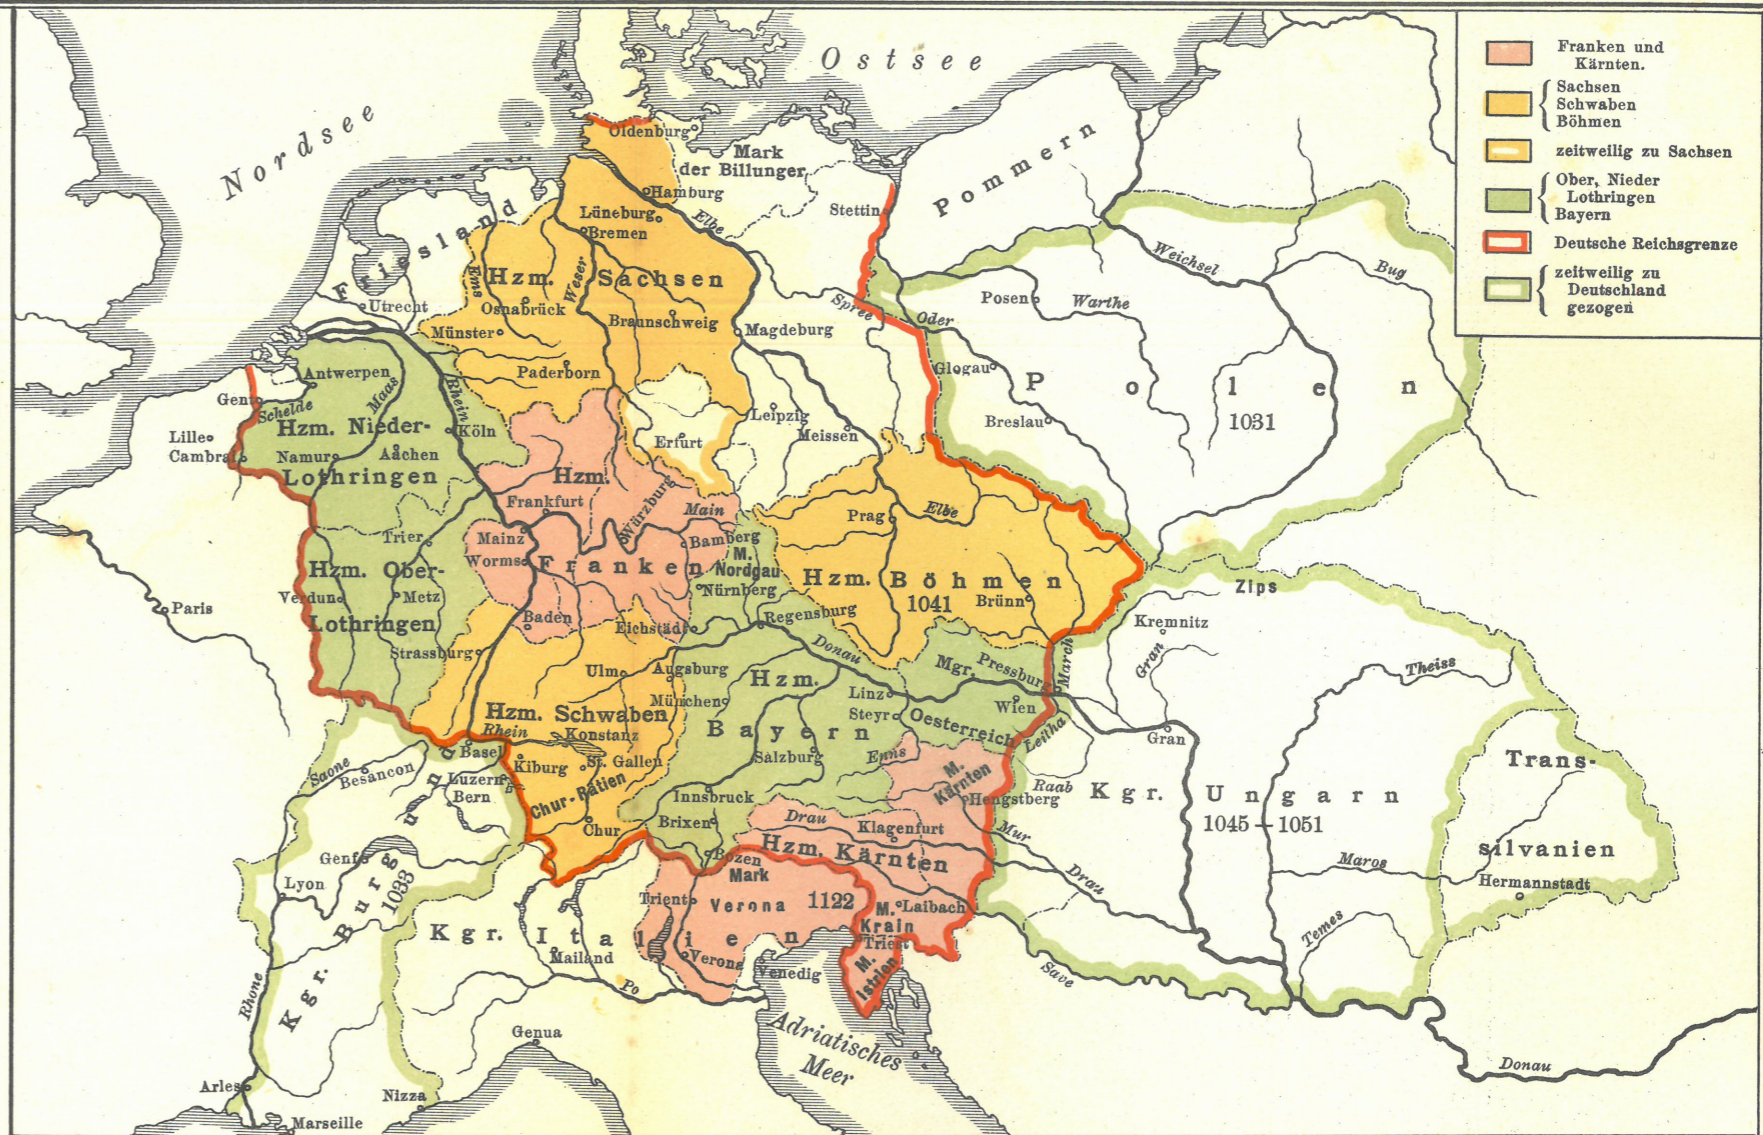 Ostsee
Nordsee
Franken und
Kärnten.
Sachsen
Schwaben
Böhmen
zeitweilig zu Sachsen
Ober, Nieder
Lothringen
Bayern
Deutsche Reichsgrenze
zeitweilig zu
Deutschland
gezogen
Oldenburg
Mark
der Billunger
Hamburg
Pommern
Stettin
Lüneburg
Bremen
Elbe
Friesland
Ems
Hzm. Sachsen
Weser
Weichsel
Bug
Utrecht
Osnabrück
Braunschweig
Münster
Magdeburg
Spree
Oder
Posen
Warthe
Paderborn
Antwerpen
Maas
Rhein
Gent
Schelde
Glogau
Polen
1031
Hzm. Nieder-
Lothringen
Köln
Lille
Cambrai
Namur
Aachen
Erfurt
Leipzig
Meissen
Breslau
Hzm.
Franken
Frankfurt
Würzburg
Main
Mainz
Worms
Bamberg
M.
Nordgau
Nürnberg
Prag
Elbe
Trier
Hzm. Ober-
Lothringen
Verdun
Metz
Hzm. Böhmen
1041
Brünn
Zips
Paris
Baden
Eichstädt
Regensburg
Kremnitz
Strassburg
Donau
Gran
Ulm
Augsburg
Hzm.
Bayern
Mgr.
Oesterreich
Pressburg
March
Theiss
München
Linz
Steyr
Wien
Hzm. Schwaben
Rhein
Konstanz
Leitha
Gran
Basel
Saone
Besancon
Kiburg
St. Gallen
Salzburg
Enns
Luzern
Bern
Chur-Rätien
Chur
M.
Kärnten
Hengstberg
Raab
Kgr. Ungarn
1045-1051
Trans-
silvanien
Innsbruck
Brixen
Drau
Klagenfurt
Mur
Hzm. Kärnten
Bozen
Maros
Hermannstadt
Genf
Lyon
Kgr. Burgund
1033
Mark
Verona 1122
Trient
Drau
M.
Krain
Laibach
Kgr. Italien
Mailand
Verona
Venedig
Triest
M.
Istrien
Temes
Save
Po
Rhone
Genua
Adriatisches
Meer
Donau
Arles
Nizza
Marseille